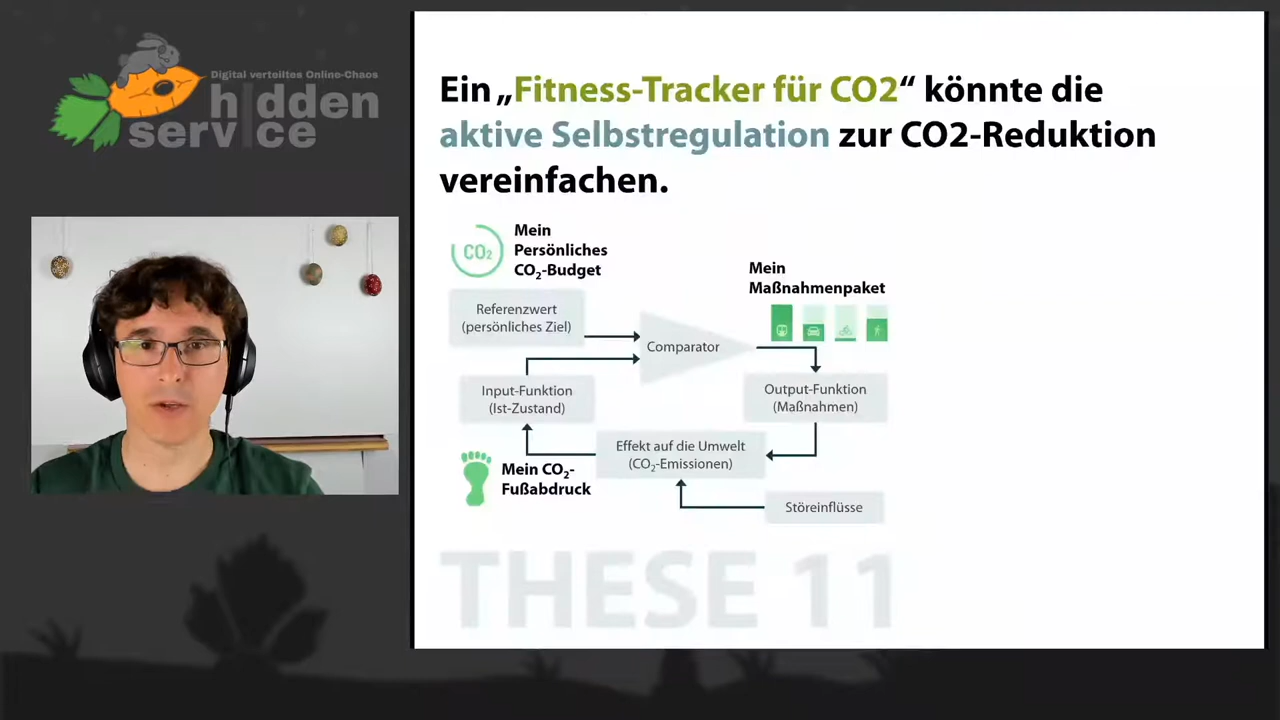 Digital verteiltes Online-Chaos
hidden
service
Ein „Fitness-Tracker für CO2“ könnte die
aktive Selbstregulation zur CO2-Reduktion
vereinfachen.
CO₂
Mein
Persönliches
CO₂-Budget
Mein
Maßnahmenpaket
Referenzwert
(persönliches Ziel)
Comparator
Input-Funktion
(Ist-Zustand)
Output-Funktion
(Maßnahmen)
Effekt auf die Umwelt
(CO₂-Emissionen)
Mein CO₂-
Fußabdruck
Störeinflüsse
THESE 11